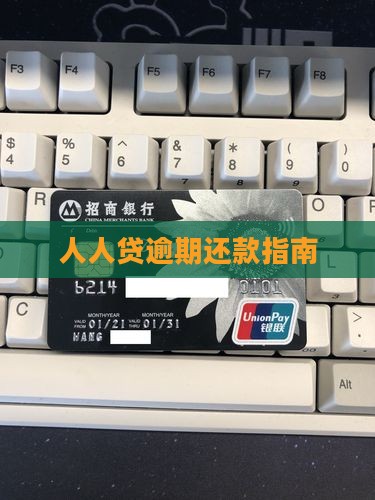 F3 F4 F5 F6 F7 F8
$ % ^ & * ( )
4 5 6 7 8 9 0
招商银行
CHINA MERCHANTS BANK
R O
人人贷逾期还款指南
6214 0101
MONTH/YEAR MONTH/YEAR
VALID FROM 01/21 VALID THRU 01/31
WANG
UnionPay
银联
C
Alt